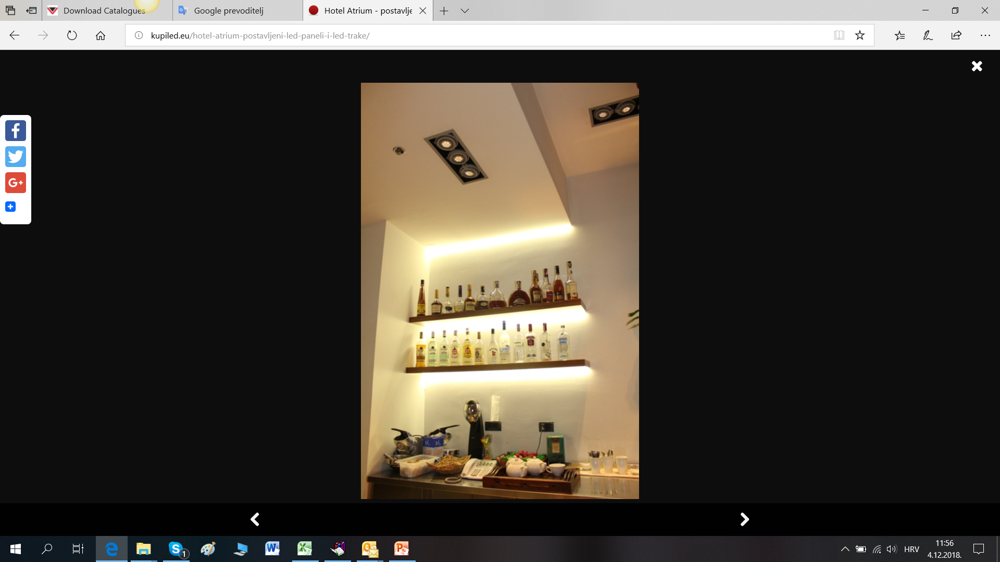 Download Catalogues
Google prevoditelj
Hotel Atrium - postavlje
kupiled.eu/hotel-atrium-postavljeni-led-paneli-i-led-trake/
1
HRV
11:56
4.12.2018.